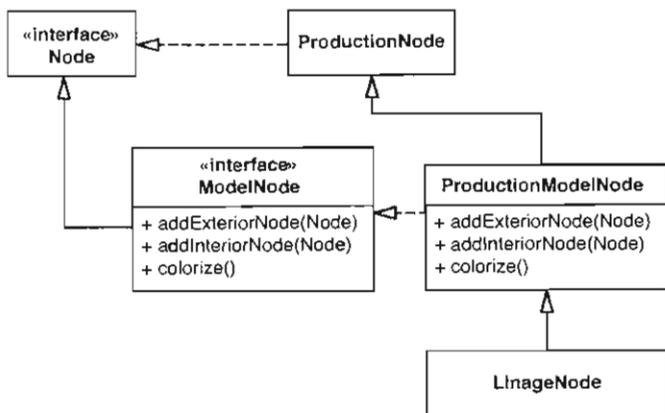 «interface»
Node
ProductionNode
«interface»
ModelNode
+ addExteriorNode(Node)
+ addInteriorNode(Node)
+ colorize()
ProductionModelNode
+ addExteriorNode(Node)
+ addInteriorNode(Node)
+ colorize()
LInageNode